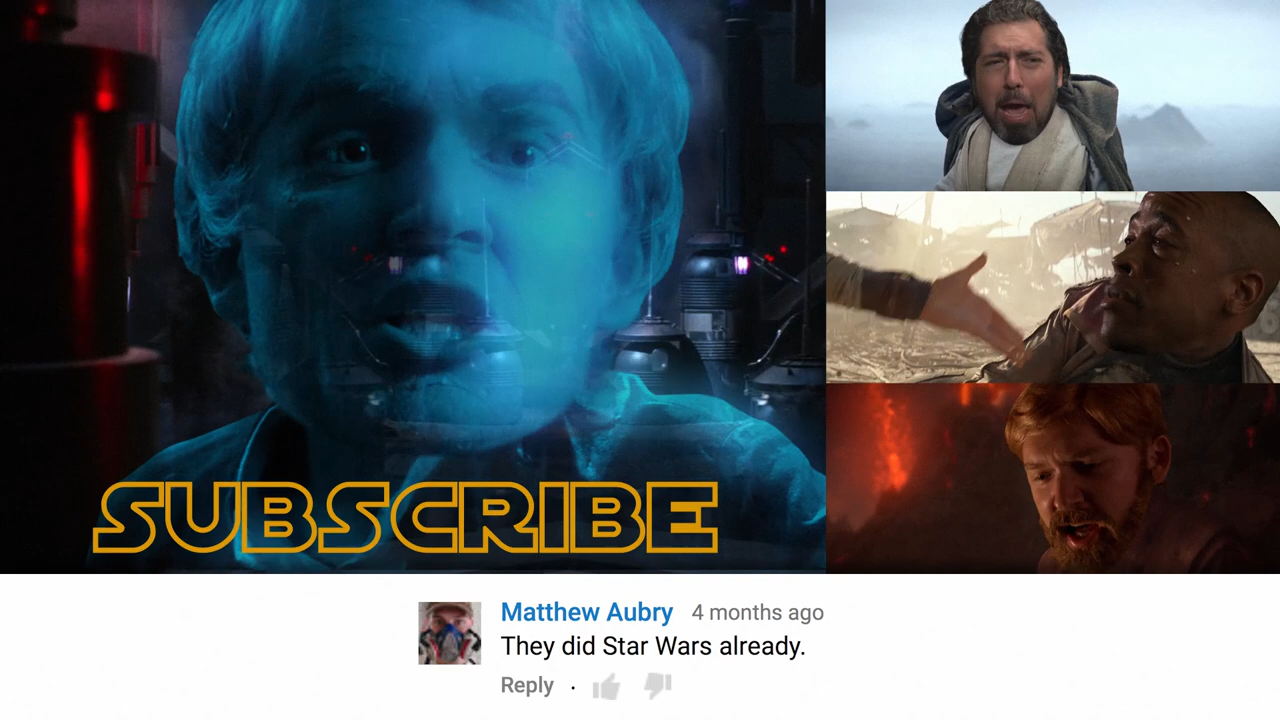 SUBSCRIBE
Matthew Aubry 4 months ago
They did Star Wars already.
Reply ·